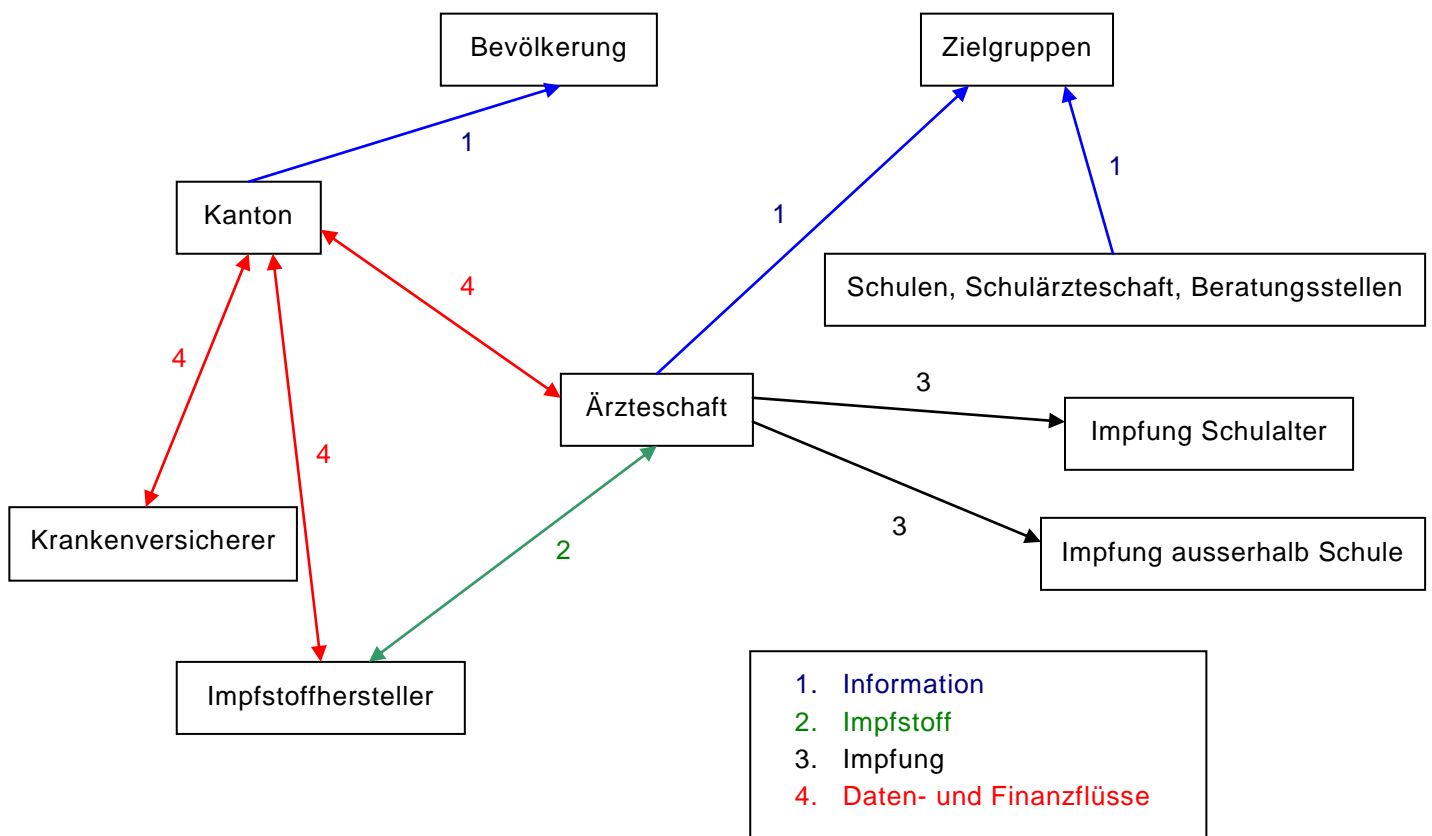 Bevölkerung
Zielgruppen
1
1
Kanton
1
Schulen, Schulärzteschaft, Beratungsstellen
4
4
3
Ärzteschaft
Impfung Schulalter
4
3
Krankenversicherer
2
Impfung ausserhalb Schule
Impfstoffhersteller
1. Information
2. Impfstoff
3. Impfung
4. Daten- und Finanzflüsse